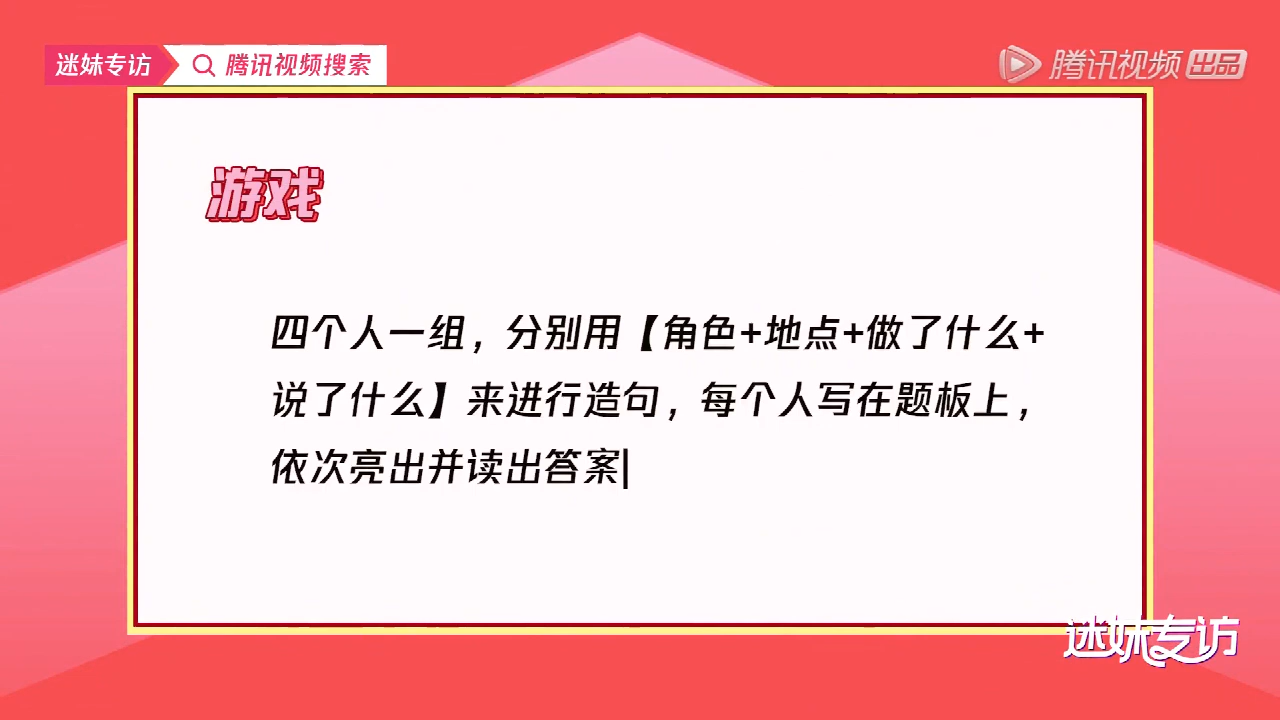 迷妹专访
腾讯视频搜索
腾讯视频 出品
游戏
四个人一组，分别用【角色+地点+做了什么+
说了什么】来进行造句，每个人写在题板上，
依次亮出并读出答案
迷妹专访